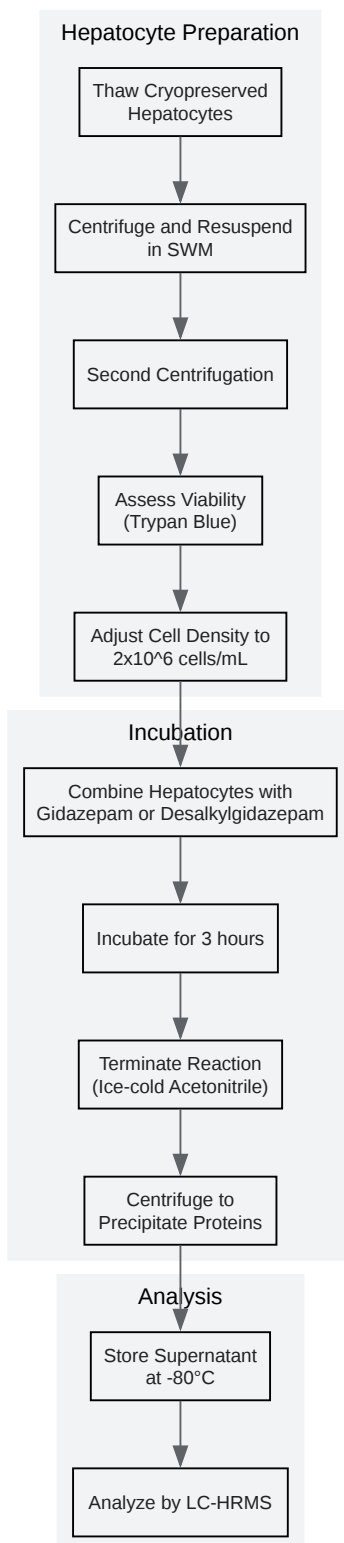 Hepatocyte Preparation
Thaw Cryopreserved
Hepatocytes
Centrifuge and Resuspend
in SWM
Second Centrifugation
Assess Viability
(Trypan Blue)
Adjust Cell Density to
2x10^6 cells/mL
Incubation
Combine Hepatocytes with
Gidazepam or Desalkylgidazepam
Incubate for 3 hours
Terminate Reaction
(Ice-cold Acetonitrile)
Centrifuge to
Precipitate Proteins
Analysis
Store Supernatant
at -80°C
Analyze by LC-HRMS